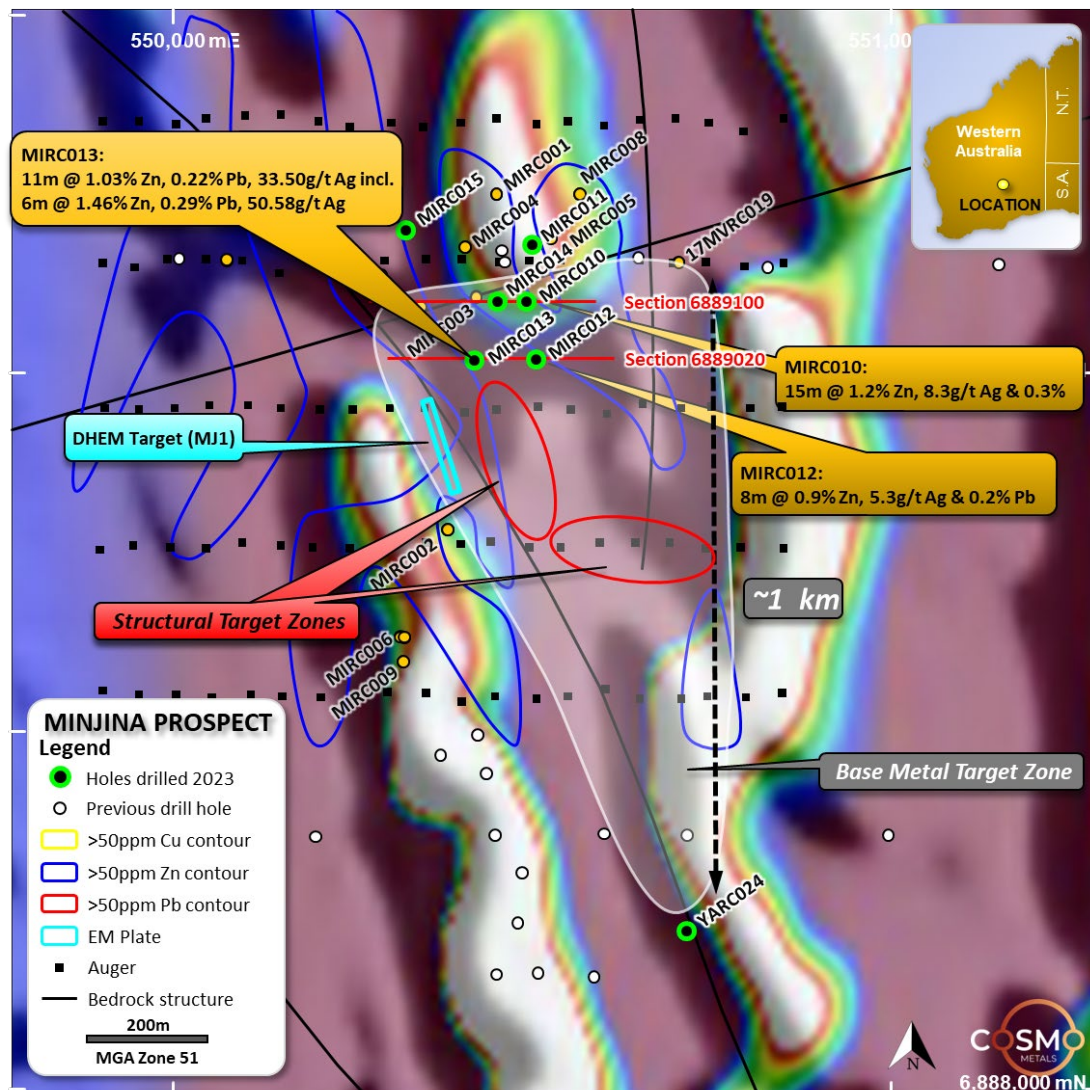 550,000 mE
551,00
MIRC013:
11m @ 1.03% Zn, 0.22% Pb, 33.50g/t Ag incl.
6m @ 1.46% Zn, 0.29% Pb, 50.58g/t Ag
Western
Australia
N.T.
S.A.
LOCATION
MIRC015
MIRC001
MIRC008
MIRC004
MIRC011
MIRC005
MIRC014
MIRC010
17MVRC019
MIRC003
MIRC013
MIRC012
Section 6889100
Section 6889020
MIRC010:
15m @ 1.2% Zn, 8.3g/t Ag & 0.3%
DHEM Target (MJ1)
MIRC012:
8m @ 0.9% Zn, 5.3g/t Ag & 0.2% Pb
MIRC002
Structural Target Zones
~1 km
MIRC006
MIRC009
Base Metal Target Zone
YARC024
MINJINA PROSPECT
Legend
Holes drilled 2023
Previous drill hole
>50ppm Cu contour
>50ppm Zn contour
>50ppm Pb contour
EM Plate
Auger
Bedrock structure
200m
MGA Zone 51
N
COSMO
METALS
6.888.000 mN